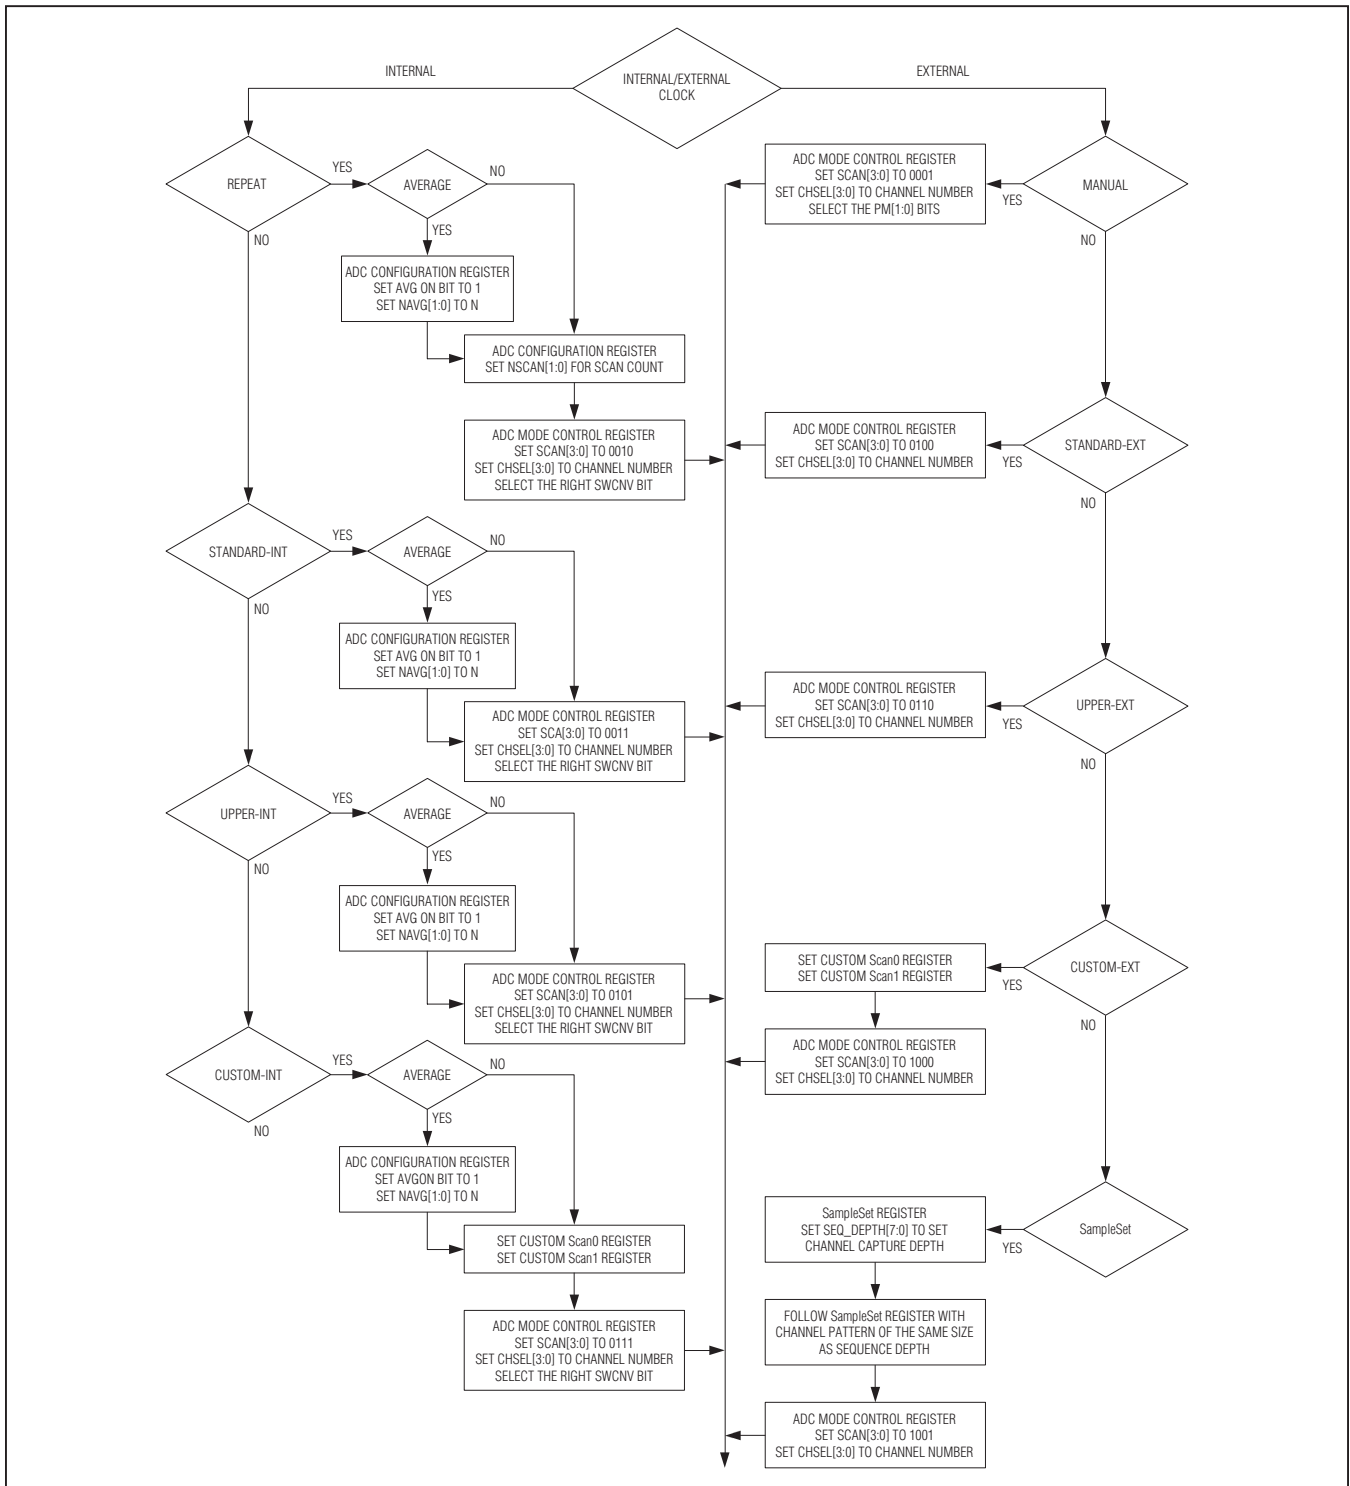 INTERNAL
INTERNAL/EXTERNAL
CLOCK
EXTERNAL
REPEAT
YES
AVERAGE
NO
YES
NO
ADC CONFIGURATION REGISTER
SET AVG ON BIT TO 1
SET NAVG[1:0] TO N
ADC CONFIGURATION REGISTER
SET NSCAN[1:0] FOR SCAN COUNT
ADC MODE CONTROL REGISTER
SET SCAN[3:0] TO 0010
SET CHSEL[3:0] TO CHANNEL NUMBER
SELECT THE RIGHT SWCNV BIT
STANDARD-INT
YES
AVERAGE
NO
YES
NO
ADC CONFIGURATION REGISTER
SET AVG ON BIT TO 1
SET NAVG[1:0] TO N
ADC MODE CONTROL REGISTER
SET SCA[3:0] TO 0011
SET CHSEL[3:0] TO CHANNEL NUMBER
SELECT THE RIGHT SWCNV BIT
UPPER-INT
YES
AVERAGE
NO
YES
NO
ADC CONFIGURATION REGISTER
SET AVG ON BIT TO 1
SET NAVG[1:0] TO N
ADC MODE CONTROL REGISTER
SET SCAN[3:0] TO 0101
SET CHSEL[3:0] TO CHANNEL NUMBER
SELECT THE RIGHT SWCNV BIT
CUSTOM-INT
YES
AVERAGE
NO
YES
NO
ADC CONFIGURATION REGISTER
SET AVGON BIT TO 1
SET NAVG[1:0] TO N
SET CUSTOM Scan0 REGISTER
SET CUSTOM Scan1 REGISTER
ADC MODE CONTROL REGISTER
SET SCAN[3:0] TO 0111
SET CHSEL[3:0] TO CHANNEL NUMBER
SELECT THE RIGHT SWCNV BIT
MANUAL
YES
NO
ADC MODE CONTROL REGISTER
SET SCAN[3:0] TO 0001
SET CHSEL[3:0] TO CHANNEL NUMBER
SELECT THE PM[1:0] BITS
STANDARD-EXT
YES
NO
ADC MODE CONTROL REGISTER
SET SCAN[3:0] TO 0100
SET CHSEL[3:0] TO CHANNEL NUMBER
UPPER-EXT
YES
NO
ADC MODE CONTROL REGISTER
SET SCAN[3:0] TO 0110
SET CHSEL[3:0] TO CHANNEL NUMBER
CUSTOM-EXT
YES
NO
SET CUSTOM Scan0 REGISTER
SET CUSTOM Scan1 REGISTER
ADC MODE CONTROL REGISTER
SET SCAN[3:0] TO 1000
SET CHSEL[3:0] TO CHANNEL NUMBER
SampleSet
YES
SampleSet REGISTER
SET SEQ_DEPTH[7:0] TO SET
CHANNEL CAPTURE DEPTH
FOLLOW SampleSet REGISTER WITH
CHANNEL PATTERN OF THE SAME SIZE
AS SEQUENCE DEPTH
ADC MODE CONTROL REGISTER
SET SCAN[3:0] TO 1001
SET CHSEL[3:0] TO CHANNEL NUMBER